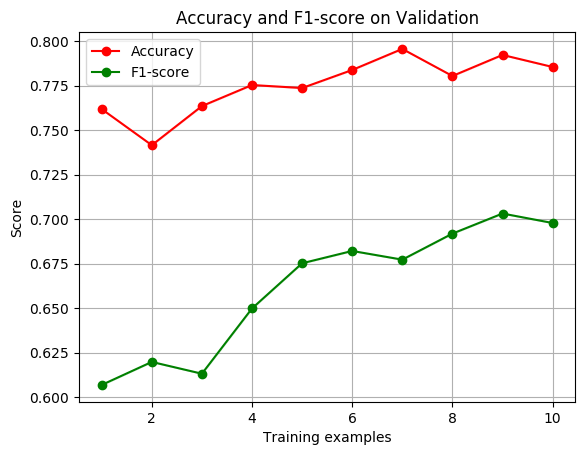 Accuracy and F1-score on Validation
Accuracy
F1-score
0.800
0.775
0.750
0.725
0.700
0.675
0.650
0.625
0.600
Score
2 4 6 8 10
Training examples